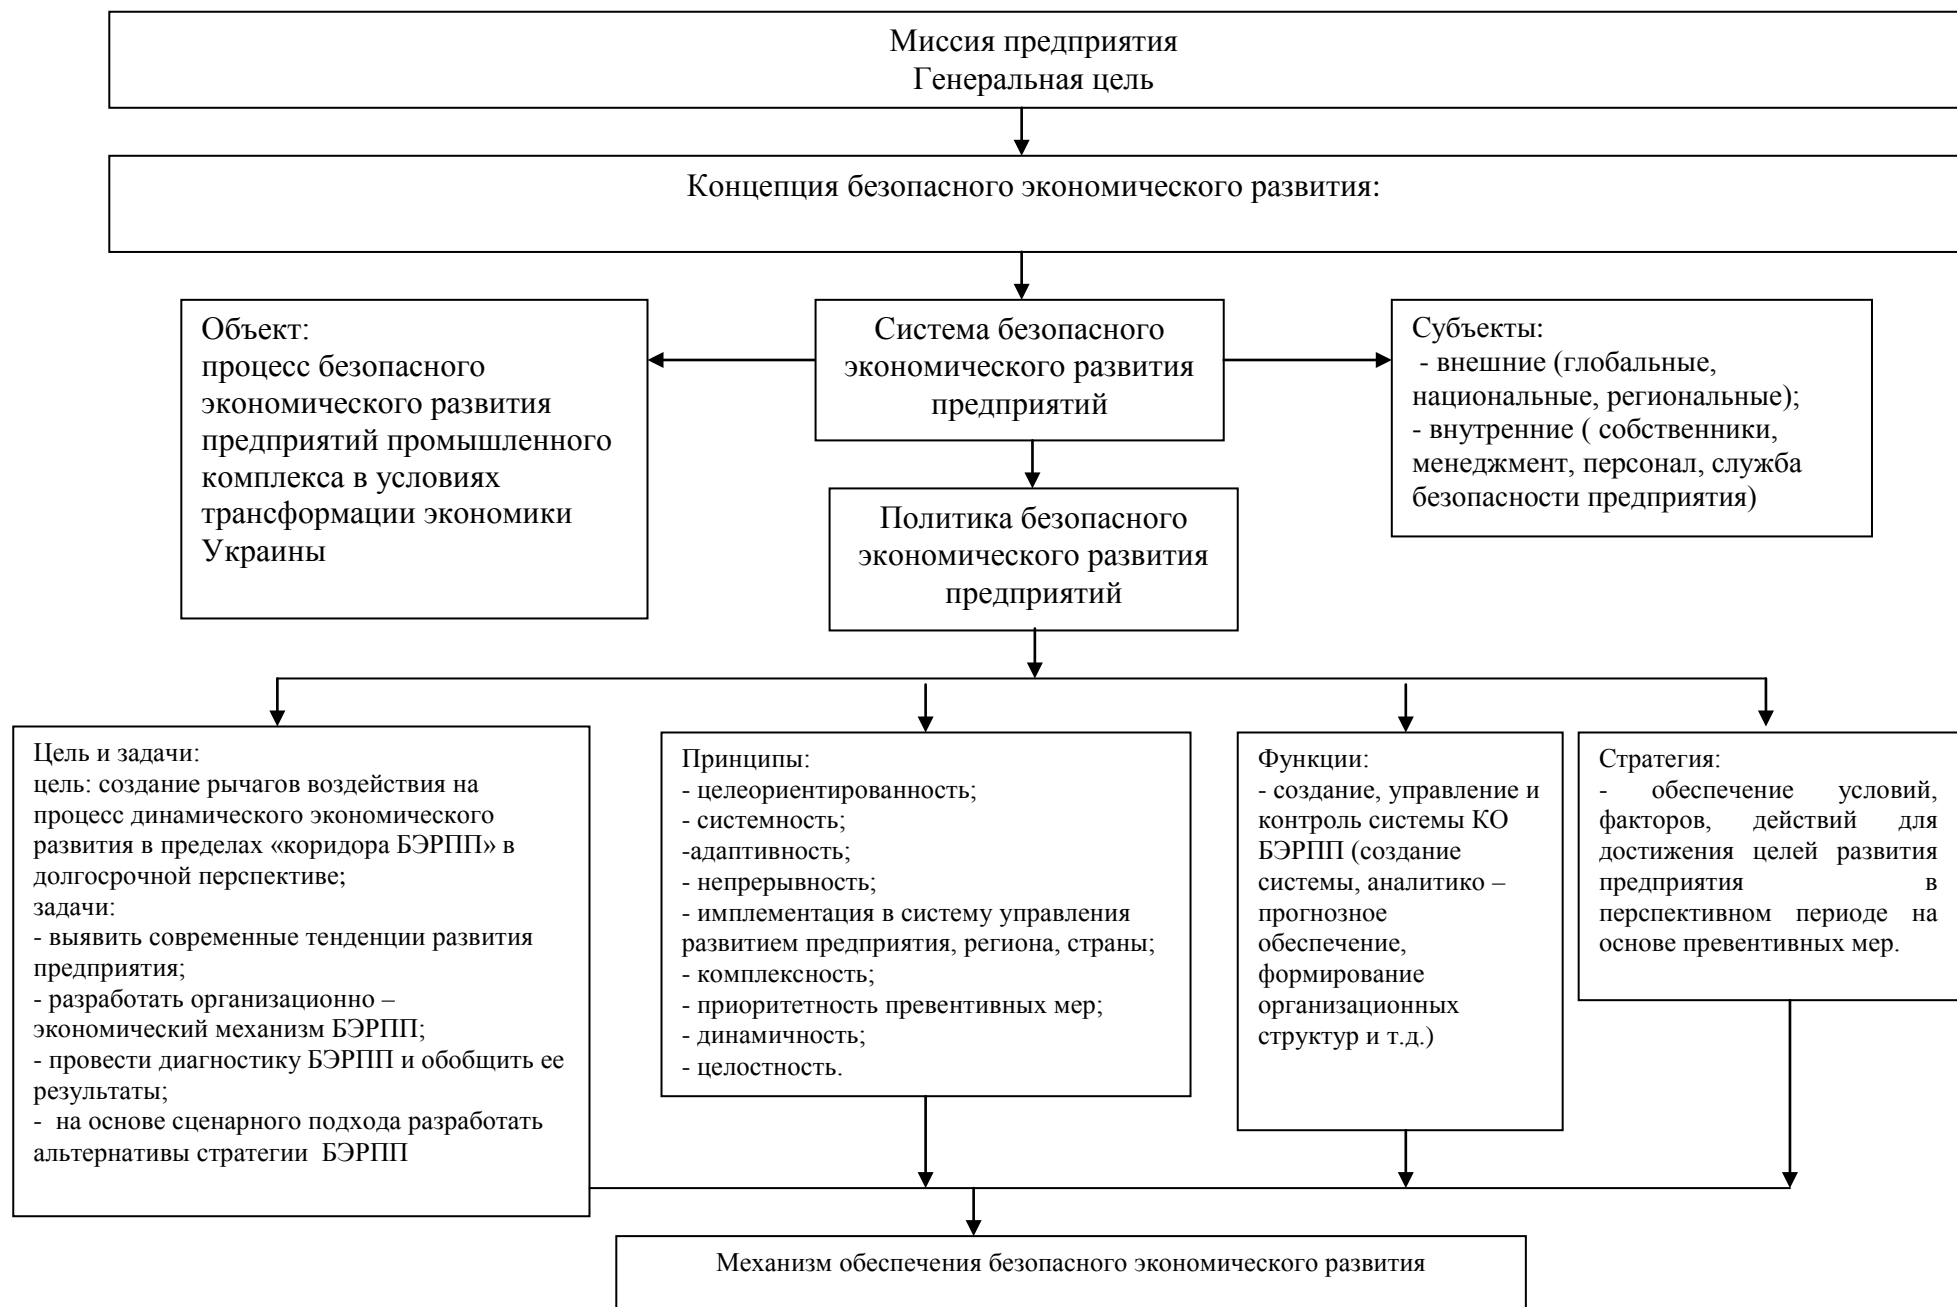 Миссия предприятия
Генеральная цель
Концепция безопасного экономического развития:
Объект:
процесс безопасного
экономического развития
предприятий промышленного
комплекса в условиях
трансформации экономики
Украины
Система безопасного
экономического развития
предприятий
Субъекты:
- внешние (глобальные,
национальные, региональные);
- внутренние ( собственники,
менеджмент, персонал, служба
безопасности предприятия)
Политика безопасного
экономического развития
предприятий
Цель и задачи:
цель: создание рычагов воздействия на
процесс динамического экономического
развития в пределах «коридора БЭРПП» в
долгосрочной перспективе;
задачи:
- выявить современные тенденции развития
предприятия;
- разработать организационно –
экономический механизм БЭРПП;
- провести диагностику БЭРПП и обобщить ее
результаты;
- на основе сценарного подхода разработать
альтернативы стратегии БЭРПП
Принципы:
- целеориентированность;
- системность;
-адаптивность;
- непрерывность;
- имплементация в систему управления
развитием предприятия, региона, страны;
- комплексность;
- приоритетность превентивных мер;
- динамичность;
- целостность.
Функции:
- создание, управление и
контроль системы КО
БЭРПП (создание
системы, аналитико –
прогнозное
обеспечение,
формирование
организационных
структур и т.д.)
Стратегия:
- обеспечение условий,
факторов, действий для
достижения целей развития
предприятия в
перспективном периоде на
основе превентивных мер.
Механизм обеспечения безопасного экономического развития